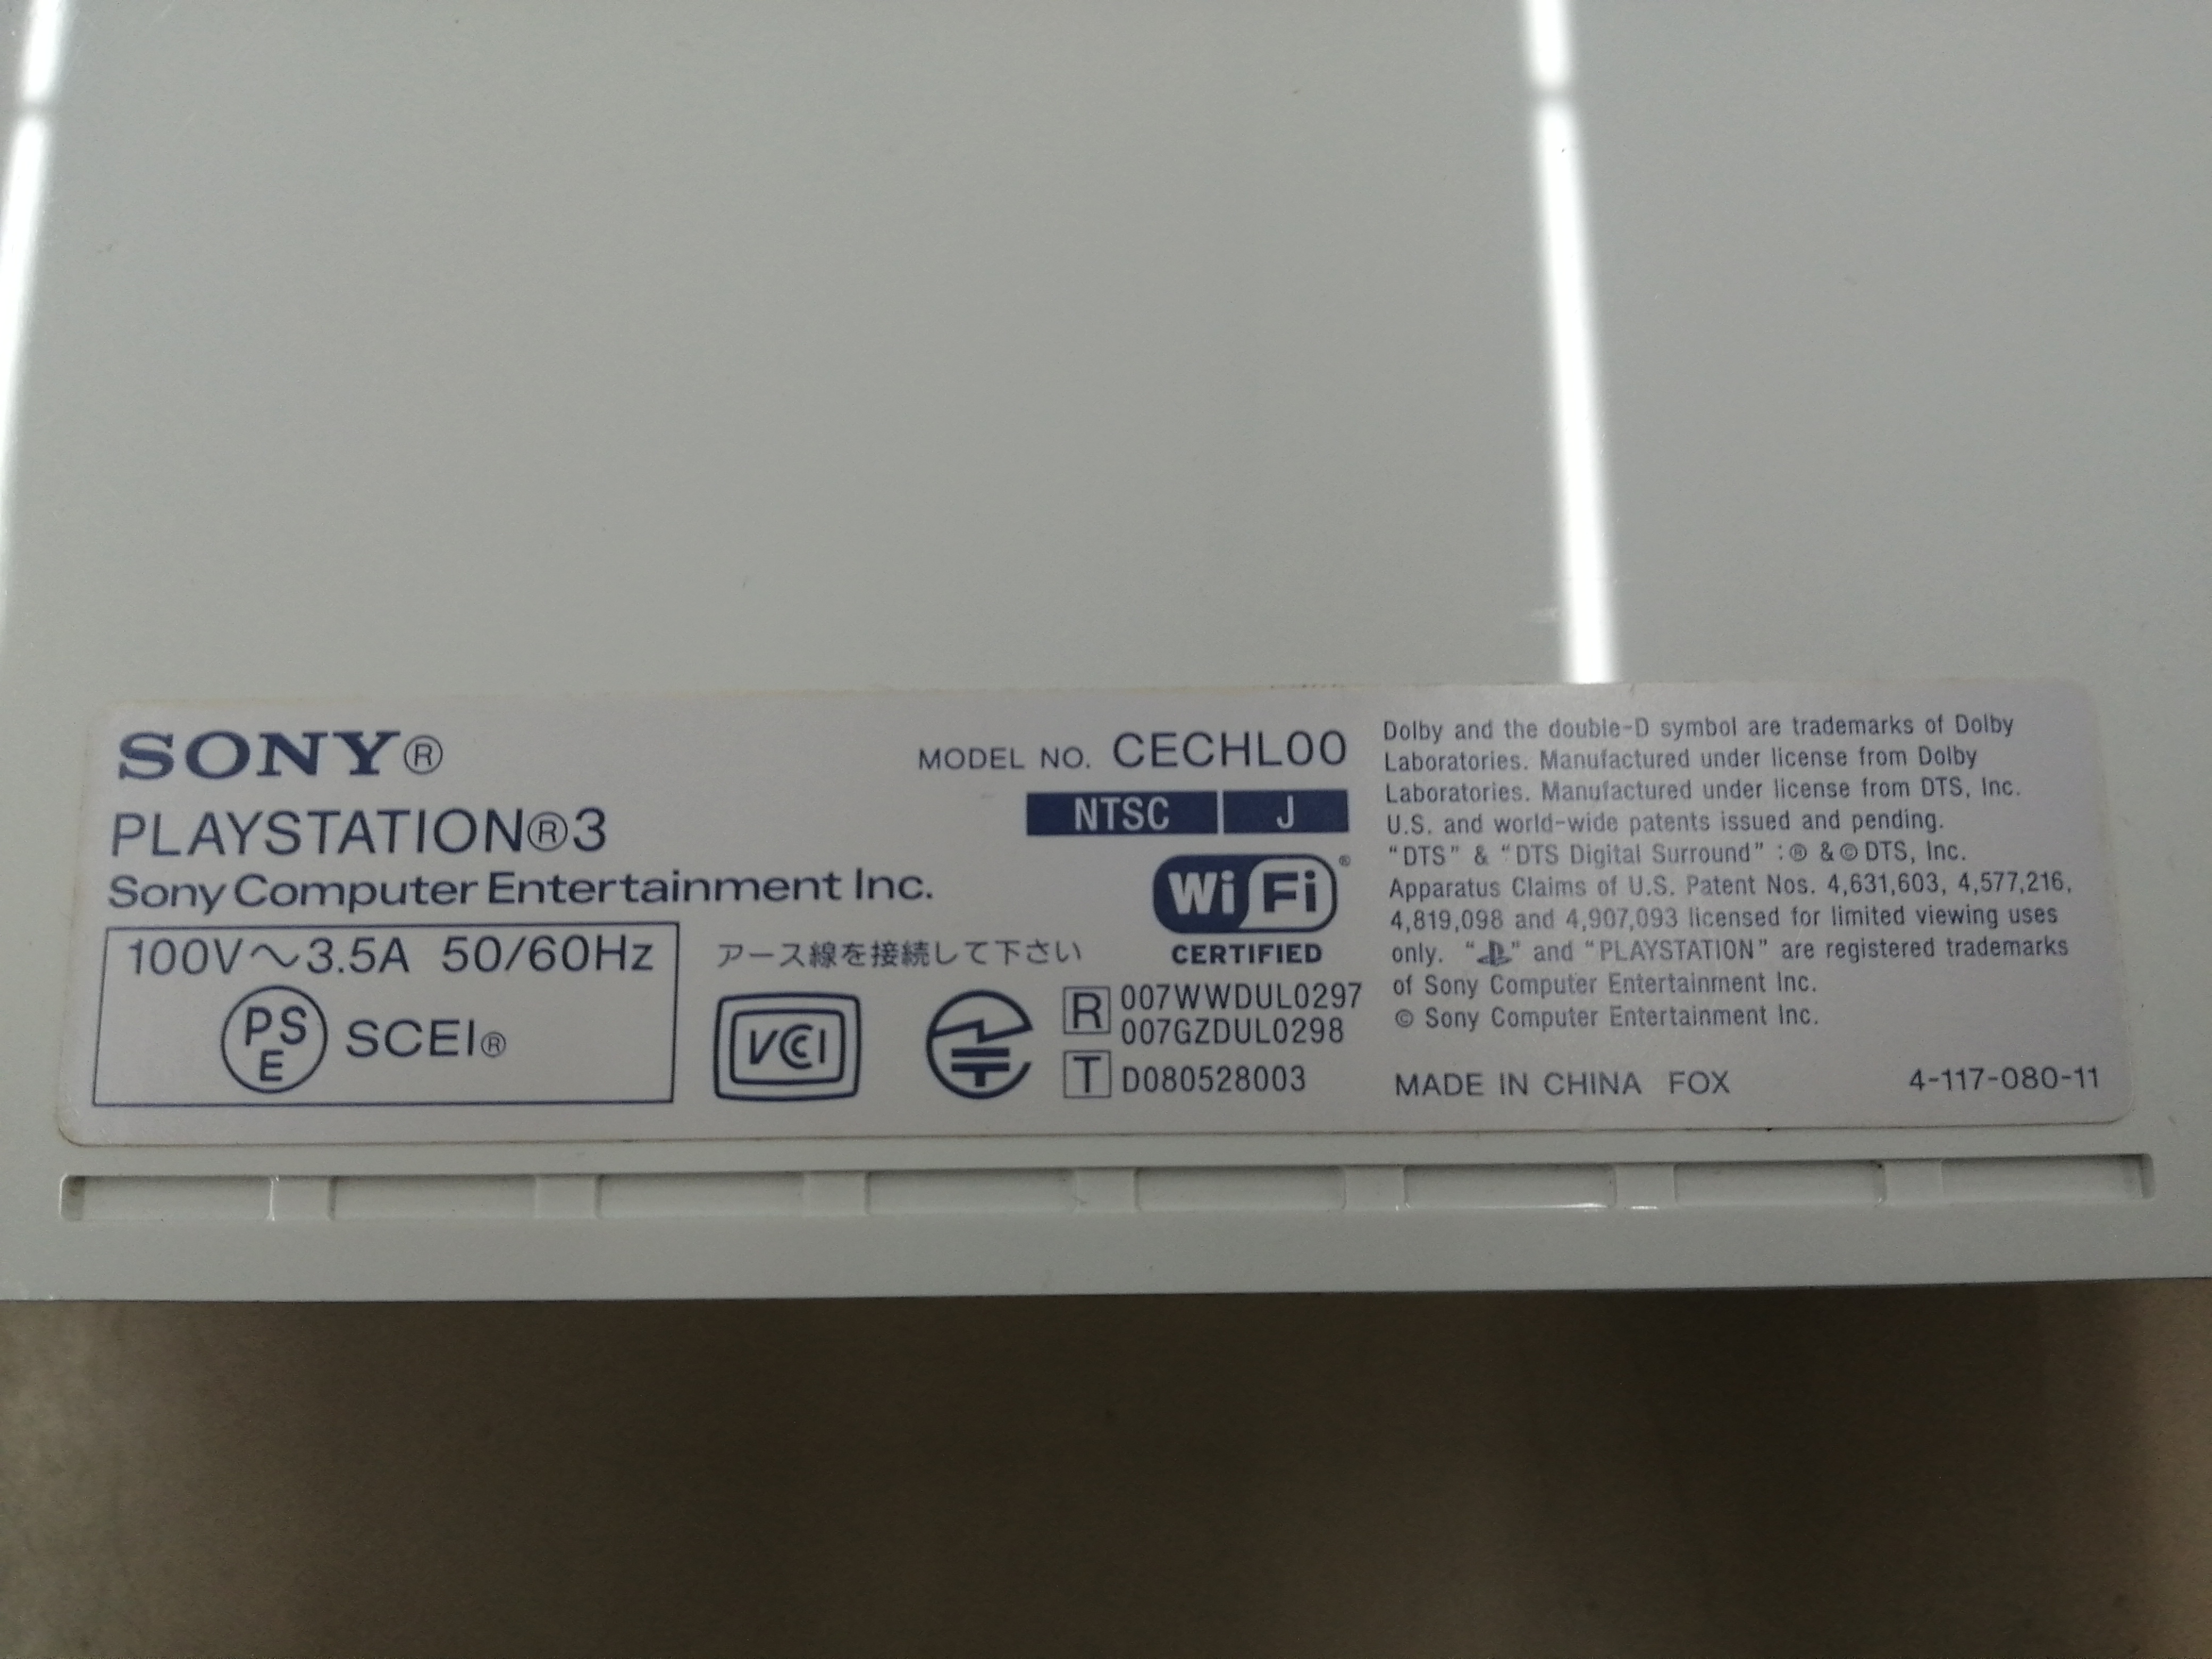 SONY®
PLAYSTATION®3
Sony Computer Entertainment Inc.
100V～3.5A 50/60Hz
PSE SCEI®
MODEL NO. CECHL00
NTSC J
Wi Fi ®
CERTIFIED
アース線を接続して下さい
VCCI
R 007WWDUL0297
007GZDUL0298
T D080528003
Dolby and the double-D symbol are trademarks of Dolby
Laboratories. Manufactured under license from Dolby
Laboratories. Manufactured under license from DTS, Inc.
U.S. and world-wide patents issued and pending.
“DTS” & “DTS Digital Surround” :® &© DTS, Inc.
Apparatus Claims of U.S. Patent Nos. 4,631,603, 4,577,216,
4,819,098 and 4,907,093 licensed for limited viewing uses
only. “PS” and “PLAYSTATION” are registered trademarks
of Sony Computer Entertainment Inc.
© Sony Computer Entertainment Inc.
MADE IN CHINA FOX 4-117-080-11